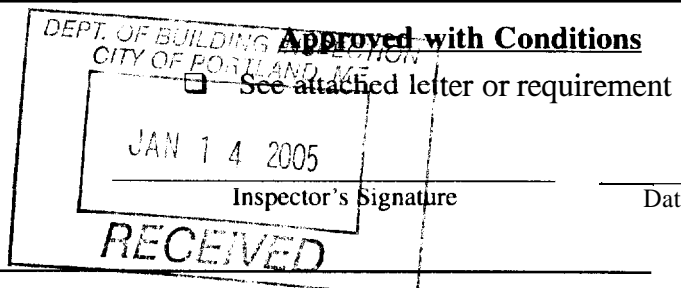 DEPT. OF BUILDING INSPECTION
CITY OF PORTLAND, ME
Approved with Conditions
See attached letter or requirement
JAN 14 2005
Inspector's Signature
Dat
RECEIVED